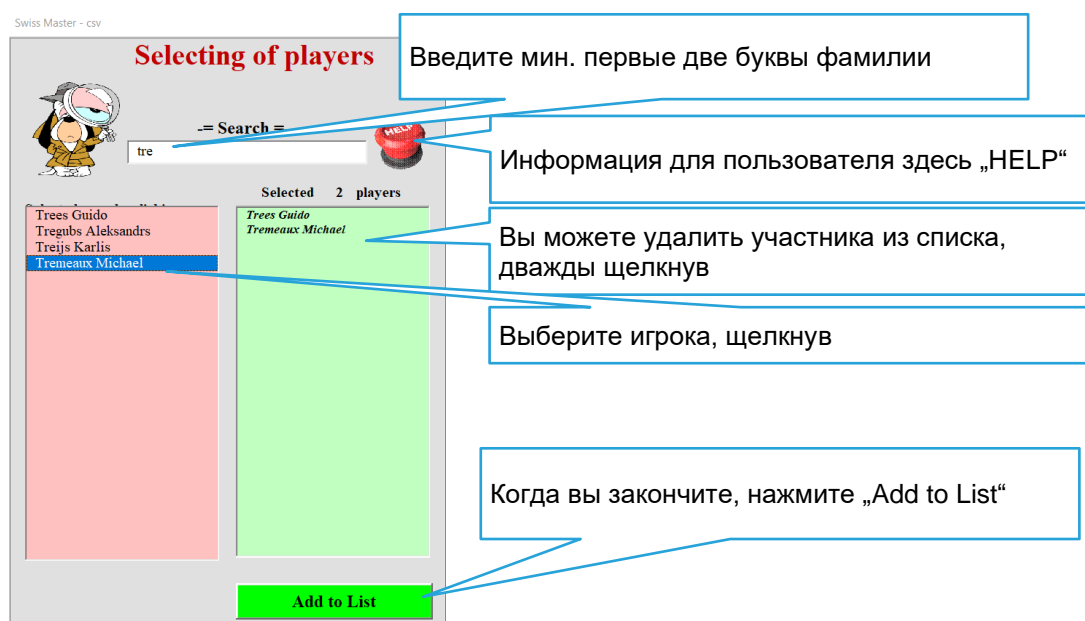 Swiss Master - csv
Selecting of players
Введите мин. первые две буквы фамилии
-= Search =
HELP
tre
Информация для пользователя здесь „HELP“
Selected 2 players
Trees Guido
Tregubs Aleksandrs
Treijs Karlis
Tremeaux Michael
Trees Guido
Tremeaux Michael
Вы можете удалить участника из списка,
дважды щелкнув
Выберите игрока, щелкнув
Когда вы закончите, нажмите „Add to List“
Add to List